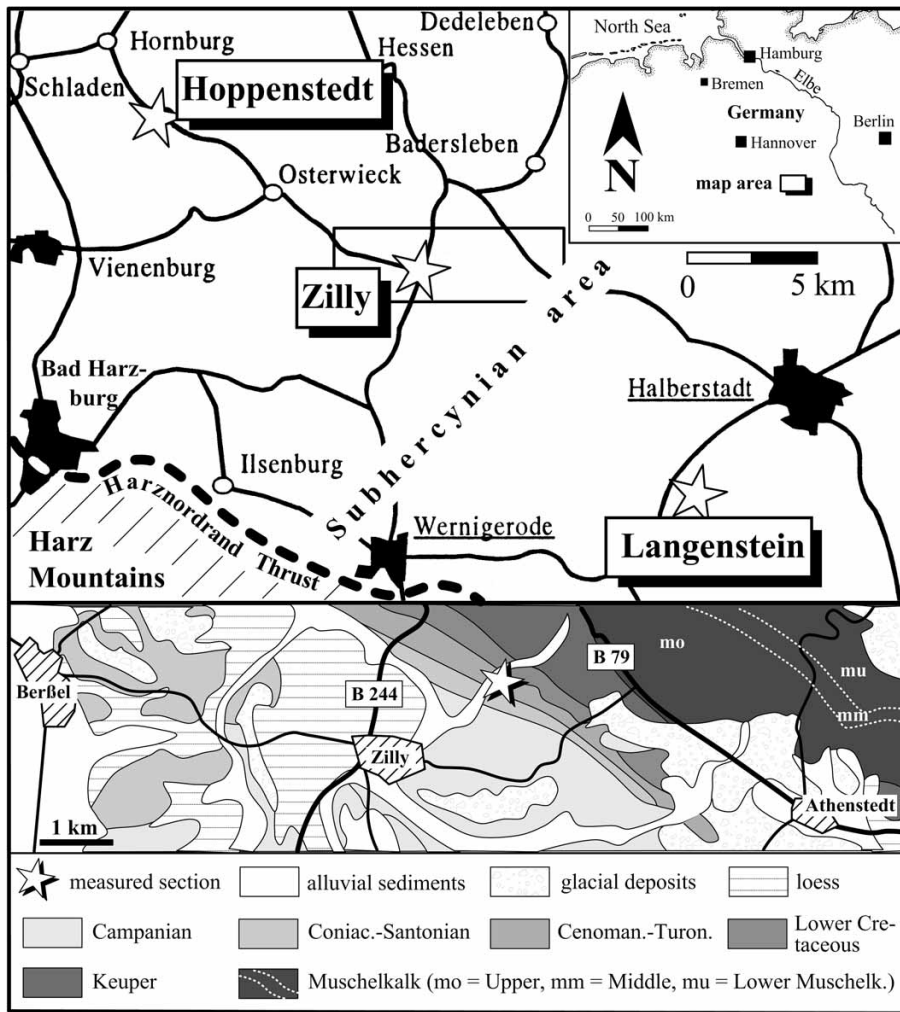 Dedeleben
Hornburg
Hessen
Schladen
Hoppenstedt
Badersleben
Osterwieck
Vienenburg
Zilly
Bad Harz-
burg
Ilsenburg
Harznordrand Thrust
Harz
Mountains
Subhercynian area
Wernigerode
Halberstadt
Langenstein
0 5 km
North Sea
Hamburg
Bremen
Elbe
Germany
Berlin
Hannover
N
map area
0 50 100 km
B 79
mo
mu
mm
Berßel
B 244
Zilly
Athenstedt
1 km
measured section
alluvial sediments
glacial deposits
loess
Campanian
Coniac.-Santonian
Cenoman.-Turon.
Lower Cre-
taceous
Keuper
Muschelkalk (mo = Upper, mm = Middle, mu = Lower Muschelk.)